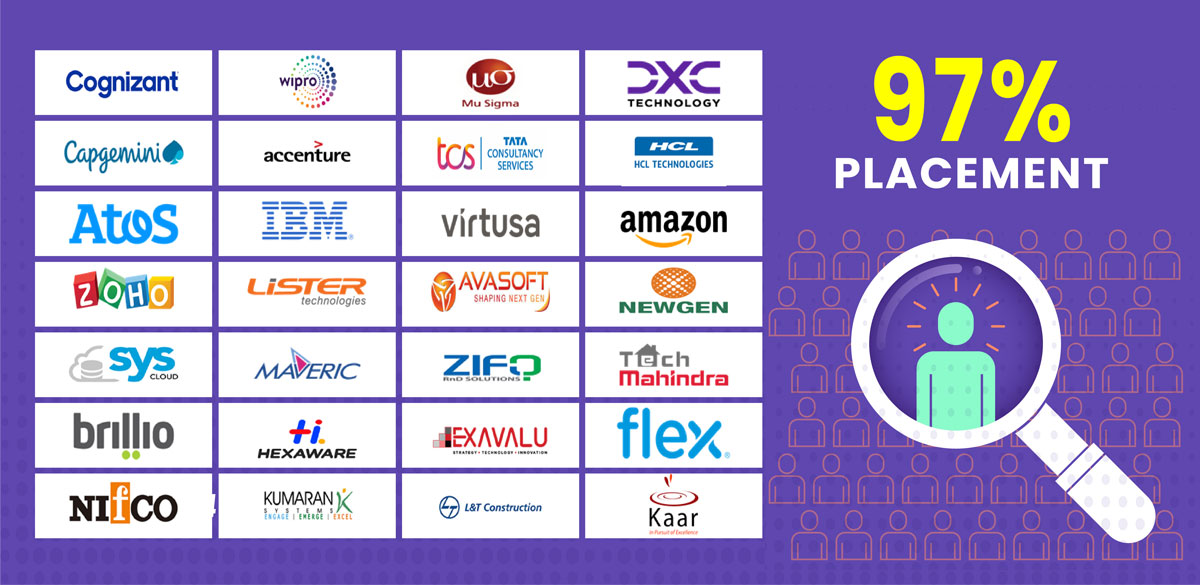 Cognizant
wipro
μσ
Mu Sigma
DXC
TECHNOLOGY
97%
PLACEMENT
Capgemini
accenture
tcs
TATA
CONSULTANCY
SERVICES
HCL
HCL TECHNOLOGIES
Atos
IBM®
virtusa
amazon
ZOHO
LiSTER
technologies
AVASOFT
SHAPING NEXT GEN
NEWGEN
sys
CLOUD
MAVERIC
ZIFO
RnD SOLUTIONS
Tech
Mahindra
brillio
Hi.
HEXAWARE
EXAVALU
STRATEGY • TECHNOLOGY • INNOVATION
flex®
NIfCO
KUMARAN
SYSTEMS
ENGAGE | EMERGE | EXCEL
L&T Construction
Kaar
in Pursuit of Excellence